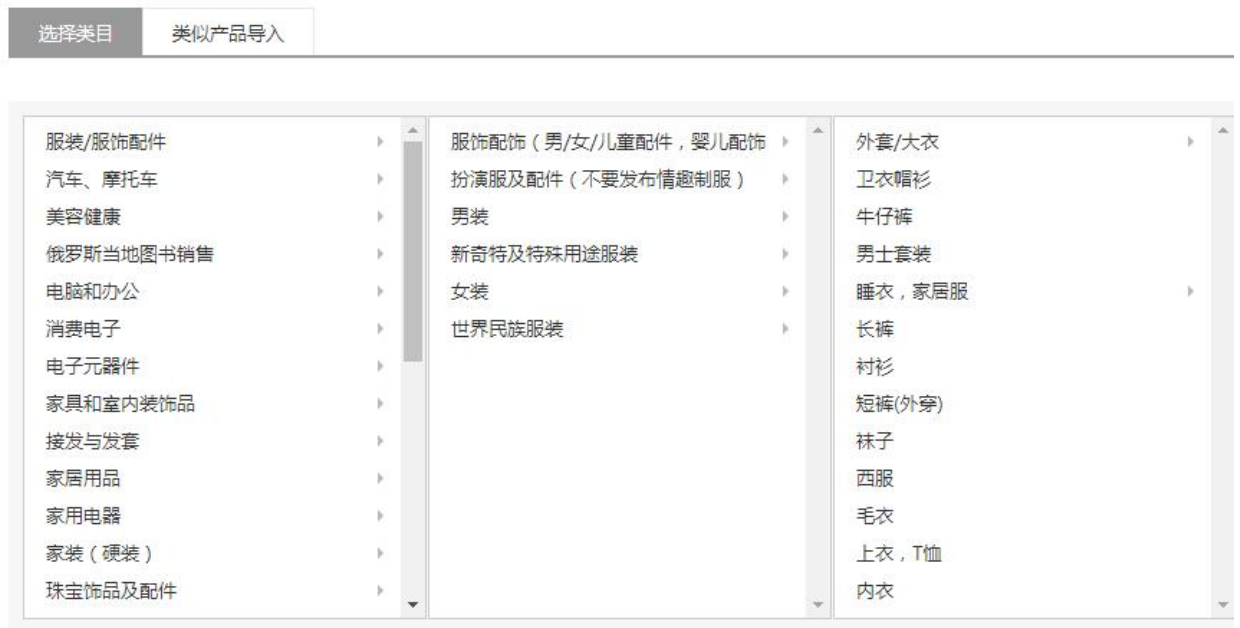 选择类目 类似产品导入
服装/服饰配件
汽车、摩托车
美容健康
俄罗斯当地图书销售
电脑和办公
消费电子
电子元器件
家具和室内装饰品
接发与发套
家居用品
家用电器
家装（硬装）
珠宝饰品及配件
服饰配饰（男/女/儿童配件，婴儿配饰
扮演服及配件（不要发布情趣制服）
男装
新奇特及特殊用途服装
女装
世界民族服装
外套/大衣
卫衣帽衫
牛仔裤
男士套装
睡衣，家居服
长裤
衬衫
短裤(外穿)
袜子
西服
毛衣
上衣，T恤
内衣